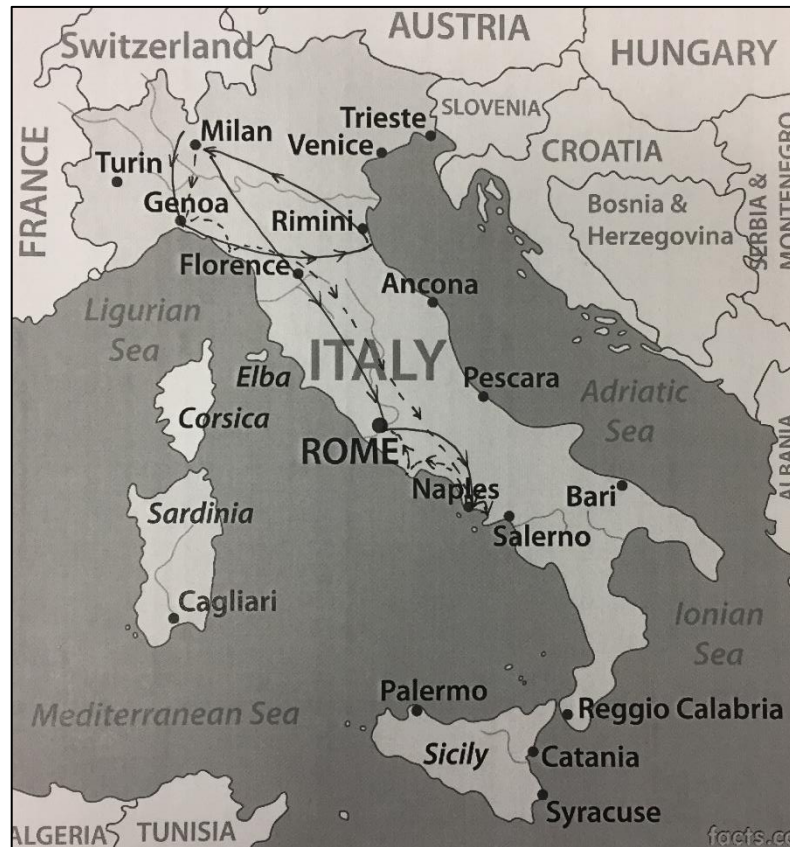 AUSTRIA
Switzerland
HUNGARY
SLOVENIA
Trieste
Milan
Venice
CROATIA
FRANCE
Turin
Genoa
Rimini
Bosnia &
Herzegovina
SERBIA &
MONTENEGRO
Florence
Ancona
Ligurian
Sea
ITALY
Elba
Pescara
Adriatic
Sea
Corsica
ROME
ALBANIA
Naples
Bari
Sardinia
Salerno
Cagliari
Ionian
Sea
Palermo
Reggio Calabria
Mediterranean Sea
Sicily
Catania
Syracuse
ALGERIA
TUNISIA
facts.co